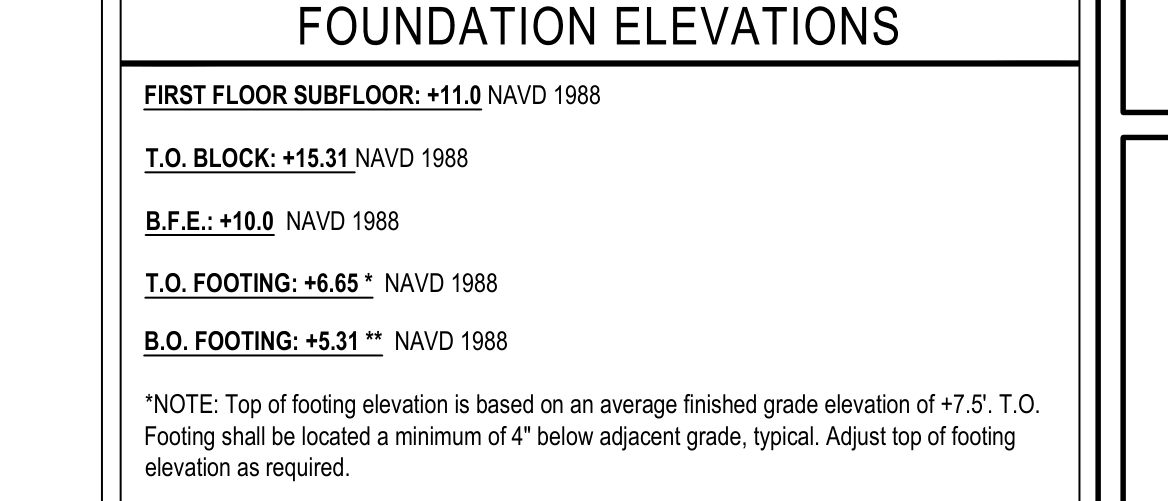 FOUNDATION ELEVATIONS
FIRST FLOOR SUBFLOOR: +11.0 NAVD 1988
T.O. BLOCK: +15.31 NAVD 1988
B.F.E.: +10.0 NAVD 1988
T.O. FOOTING: +6.65 * NAVD 1988
B.O. FOOTING: +5.31 ** NAVD 1988
*NOTE: Top of footing elevation is based on an average finished grade elevation of +7.5'. T.O.
Footing shall be located a minimum of 4" below adjacent grade, typical. Adjust top of footing
elevation as required.